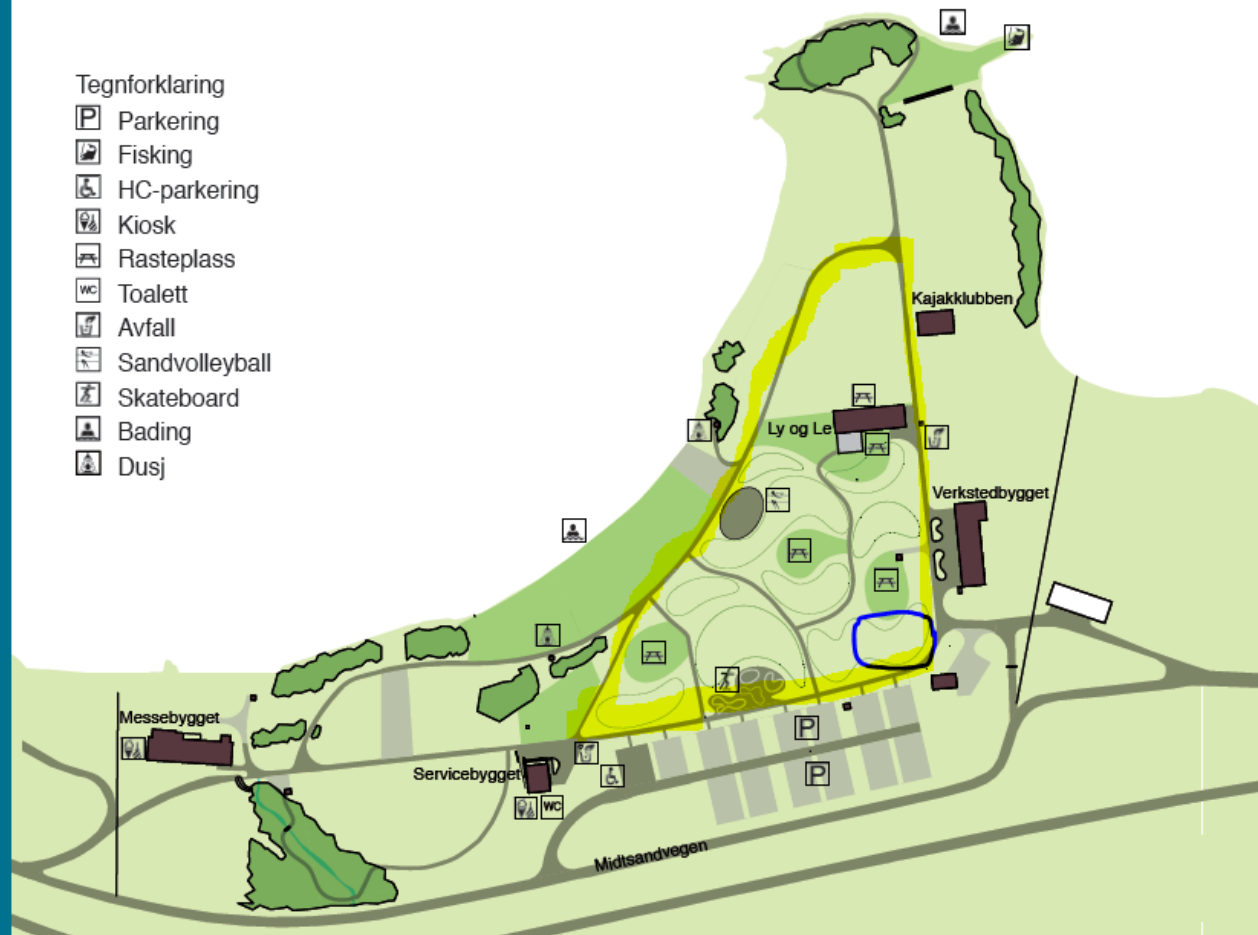 Tegnforklaring
P Parkering
Fisking
HC-parkering
Kiosk
Rasteplass
WC Toalett
Avfall
Sandvolleyball
Skateboard
Bading
Dusj
Kajakklubben
Ly og Le
Verkstedbygget
Messebygget
Servicebygget
WC
P
P
Midtsandvegen